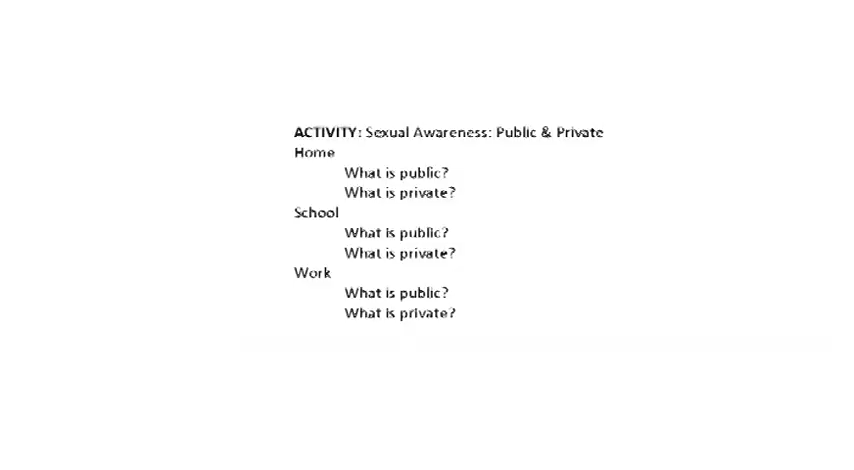 ACTIVITY: Sexual Awareness: Public & Private
Home
What is public?
What is private?
School
What is public?
What is private?
Work
What is public?
What is private?